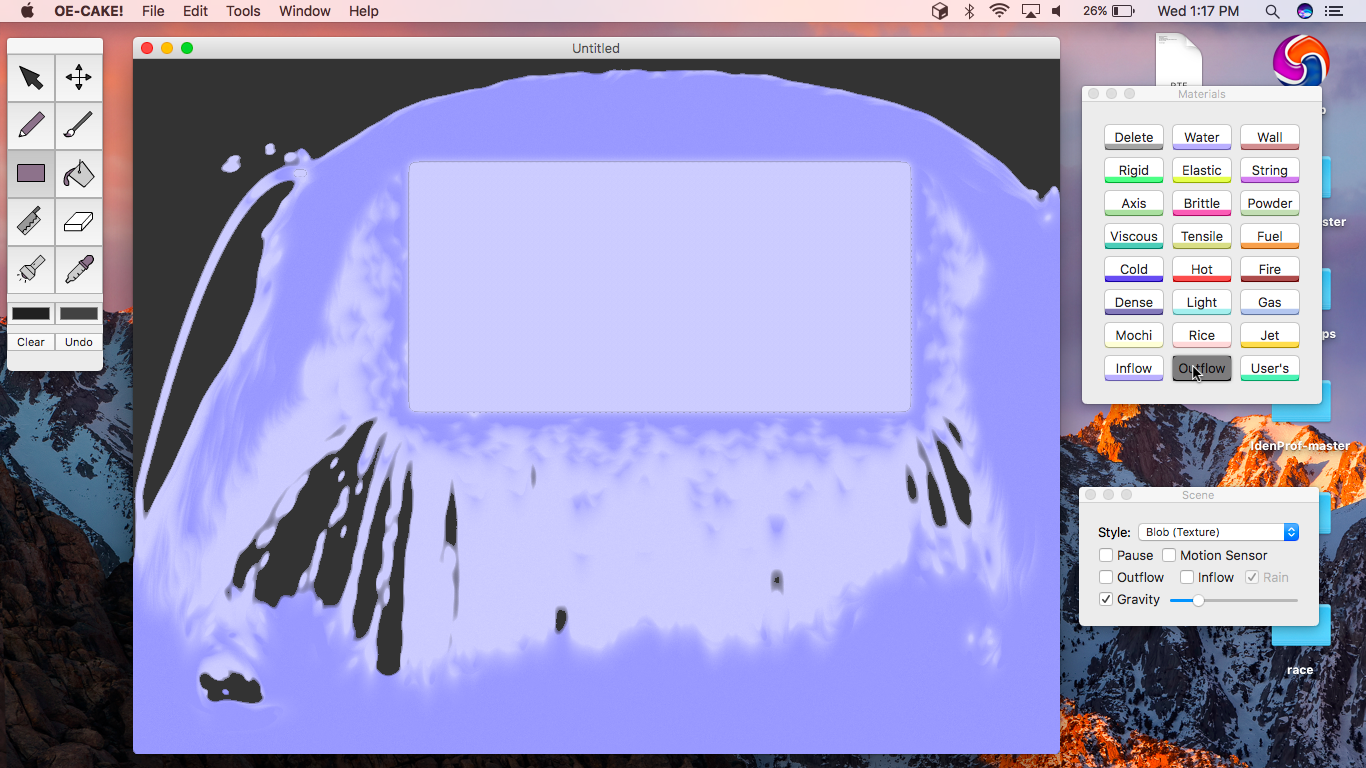 OE-CAKE! File Edit Tools Window Help 26% Wed 1:17 PM
Untitled
Materials
Delete Water Wall
Rigid Elastic String
Axis Brittle Powder
Viscous Tensile Fuel
Cold Hot Fire
Dense Light Gas
Mochi Rice Jet
Inflow Outflow User's
Clear Undo
ster
ps
IdenProf-master
Scene
Style: Blob (Texture)
Pause Motion Sensor
Outflow Inflow Rain
Gravity
race